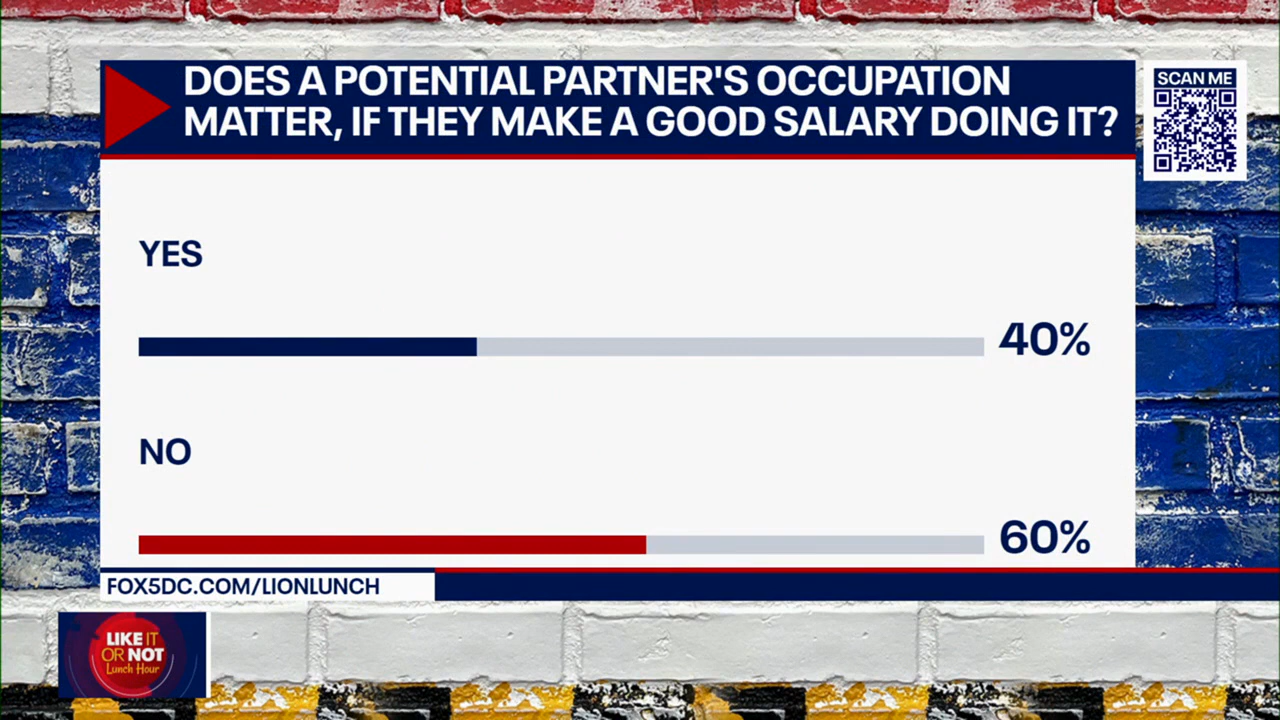 DOES A POTENTIAL PARTNER'S OCCUPATION
MATTER, IF THEY MAKE A GOOD SALARY DOING IT?
SCAN ME
YES
40%
NO
60%
FOX5DC.COM/LIONLUNCH
LIKE IT
OR NOT
Lunch Hour